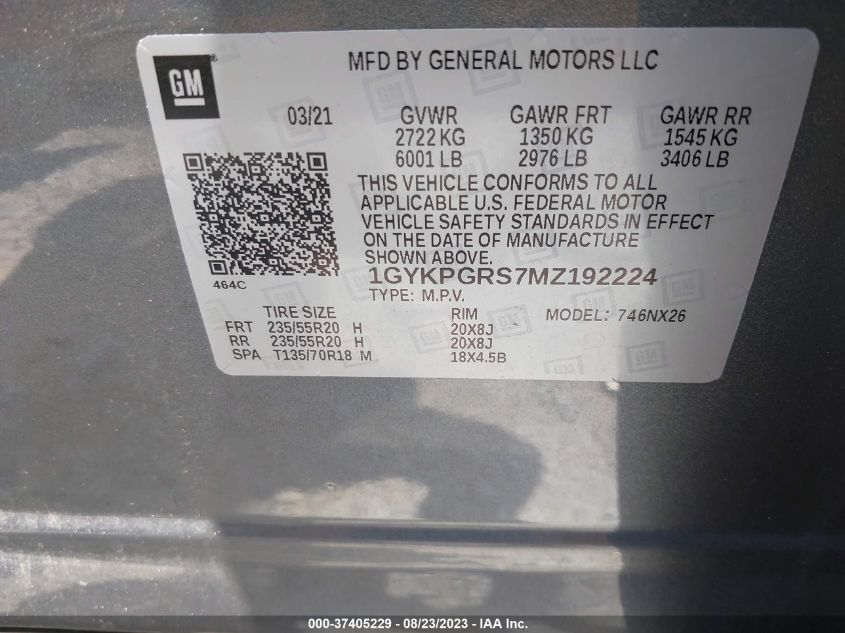 GM
MFD BY GENERAL MOTORS LLC
03/21 GVWR GAWR FRT GAWR RR
2722 KG 1350 KG 1545 KG
6001 LB 2976 LB 3406 LB
THIS VEHICLE CONFORMS TO ALL
APPLICABLE U.S. FEDERAL MOTOR
VEHICLE SAFETY STANDARDS IN EFFECT
ON THE DATE OF MANUFACTURE
SHOWN ABOVE.
464C
1GYKPGRS7MZ192224
TYPE: M.P.V.
TIRE SIZE RIM MODEL: 746NX26
FRT 235/55R20 H 20X8J
RR 235/55R20 H 20X8J
SPA T135/70R18 M 18X4.5B
000-37405229 - 08/23/2023 - IAA Inc.